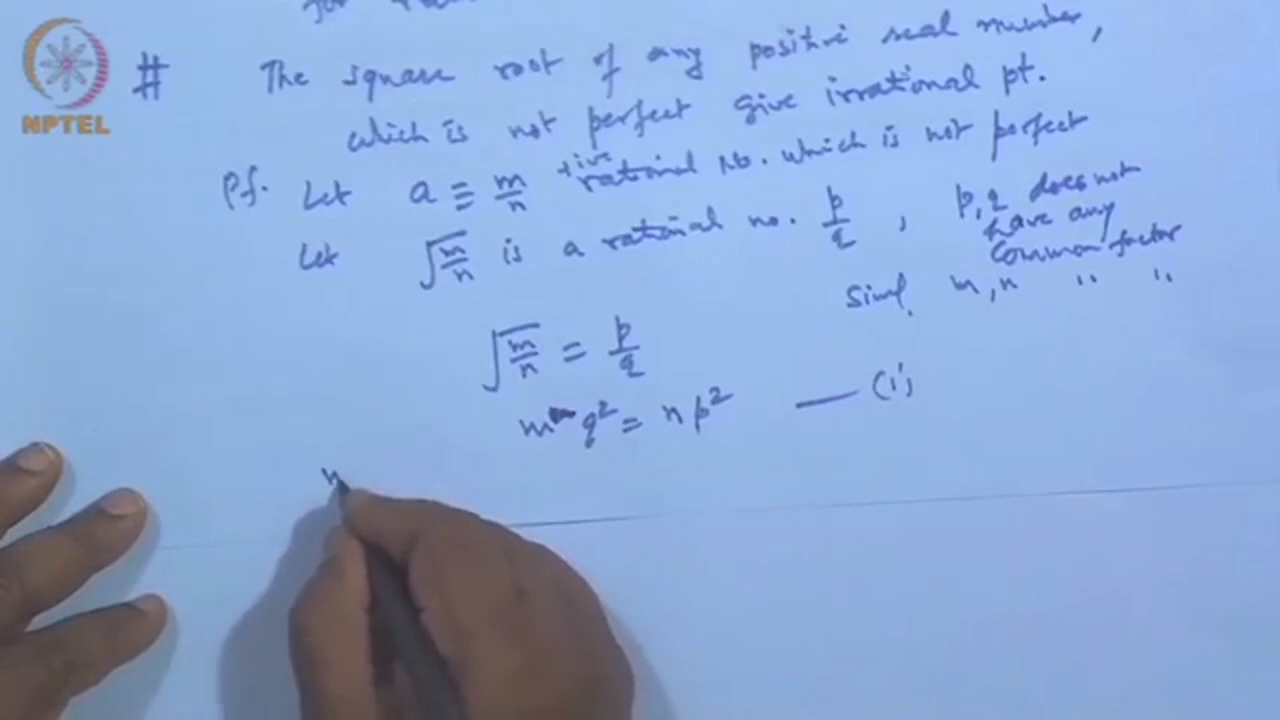 NPTEL
for
# The square root of any positive real number,
which is not perfect give irrational pt.
Pf. Let a ≡ m/n +ive rational no. which is not perfect
Let √(m/n) is a rational no. p/q , p,q does not
have any
common factor
Siml. m,n " "
√(m/n) = p/q
m q² = n p² — (1)